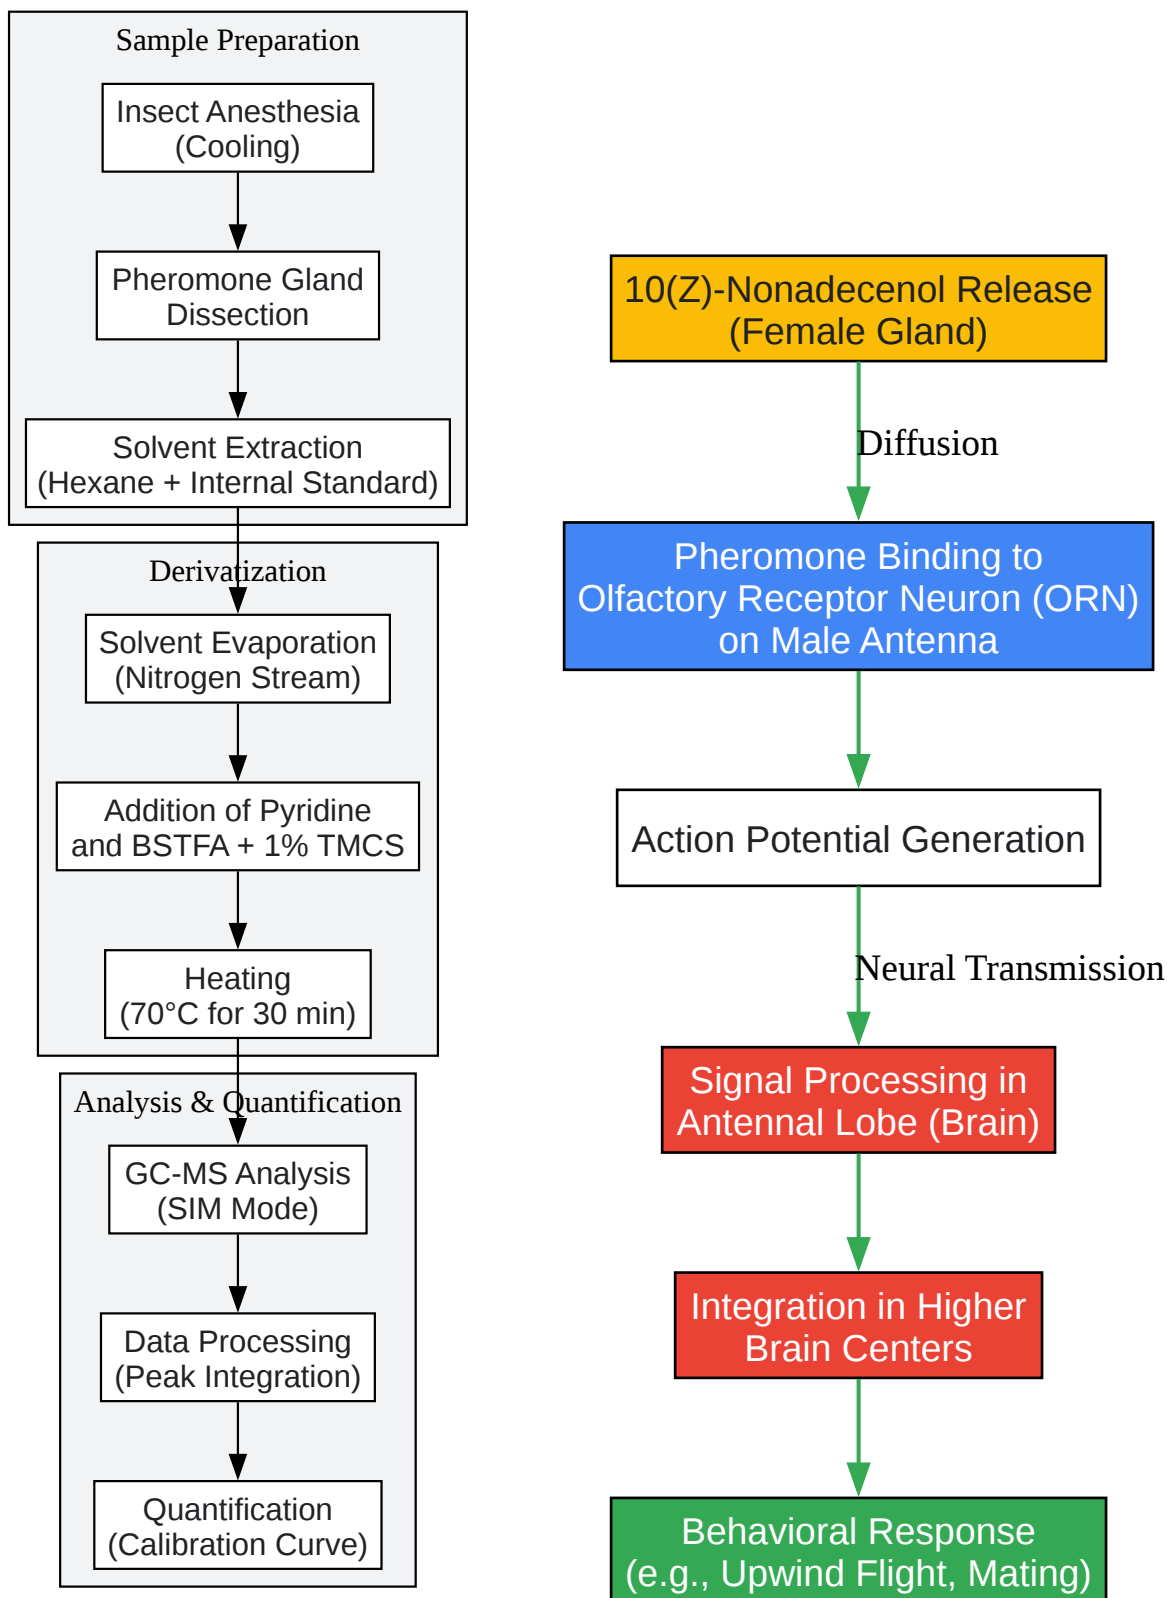 Sample Preparation
Insect Anesthesia
(Cooling)
Pheromone Gland
Dissection
Solvent Extraction
(Hexane + Internal Standard)
Derivatization
Solvent Evaporation
(Nitrogen Stream)
Addition of Pyridine
and BSTFA + 1% TMCS
Heating
(70°C for 30 min)
Analysis & Quantification
GC-MS Analysis
(SIM Mode)
Data Processing
(Peak Integration)
Quantification
(Calibration Curve)
10(Z)-Nonadecenol Release
(Female Gland)
Diffusion
Pheromone Binding to
Olfactory Receptor Neuron (ORN)
on Male Antenna
Action Potential Generation
Neural Transmission
Signal Processing in
Antennal Lobe (Brain)
Integration in Higher
Brain Centers
Behavioral Response
(e.g., Upwind Flight, Mating)